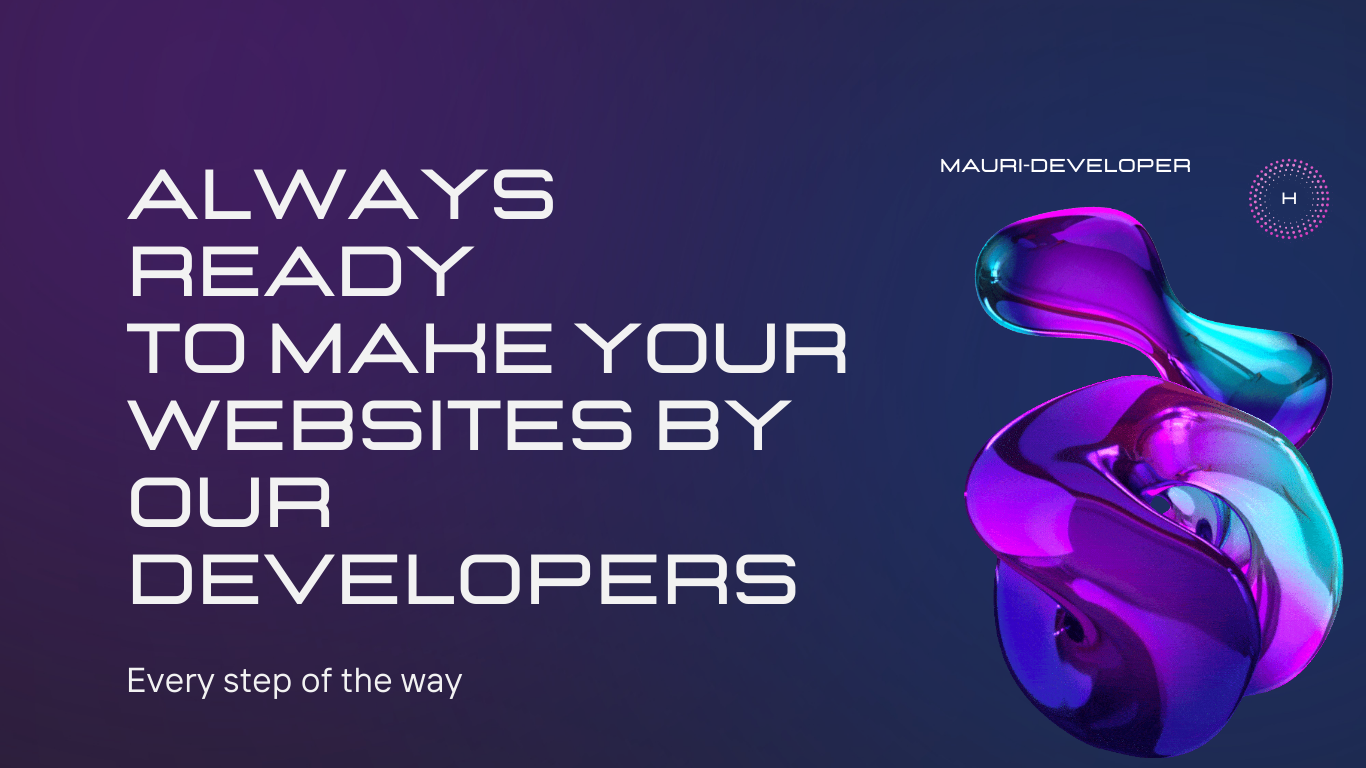 ALWAYS
READY
TO MAKE YOUR
WEBSITES BY
OUR
DEVELOPERS
Every step of the way
MAURI-DEVELOPER
H